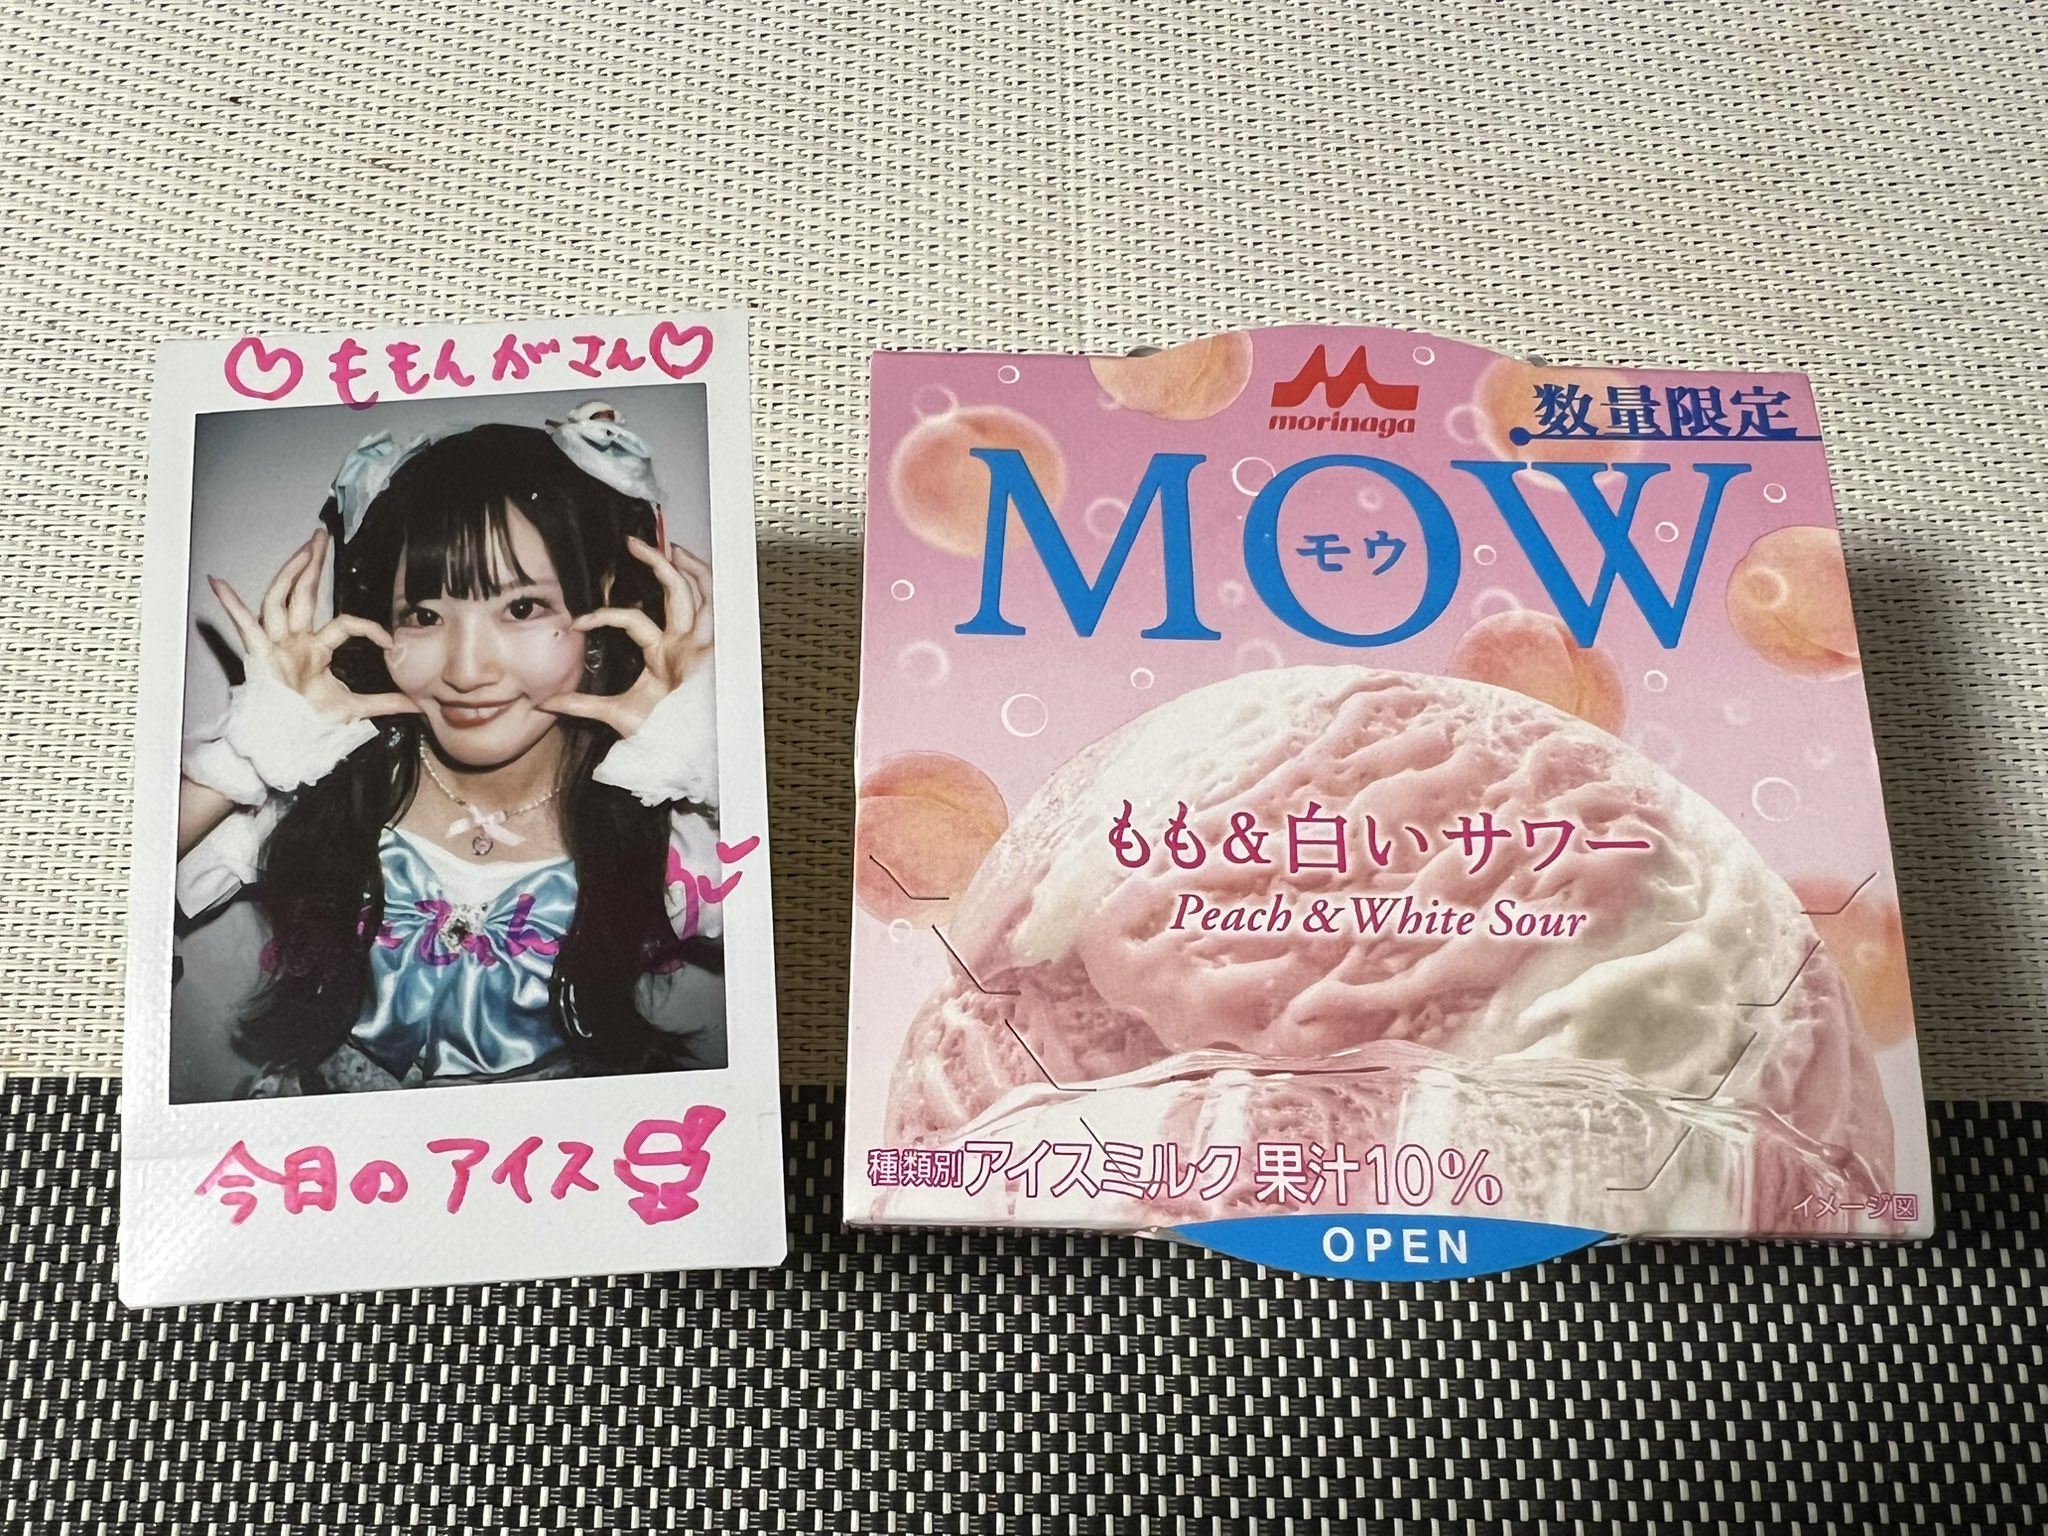 ももんがさん
今日のアイス
morinaga
数量限定
MOW
モウ
もも&白いサワー
Peach & White Sour
種類別アイスミルク 果汁10%
イメージ図
OPEN